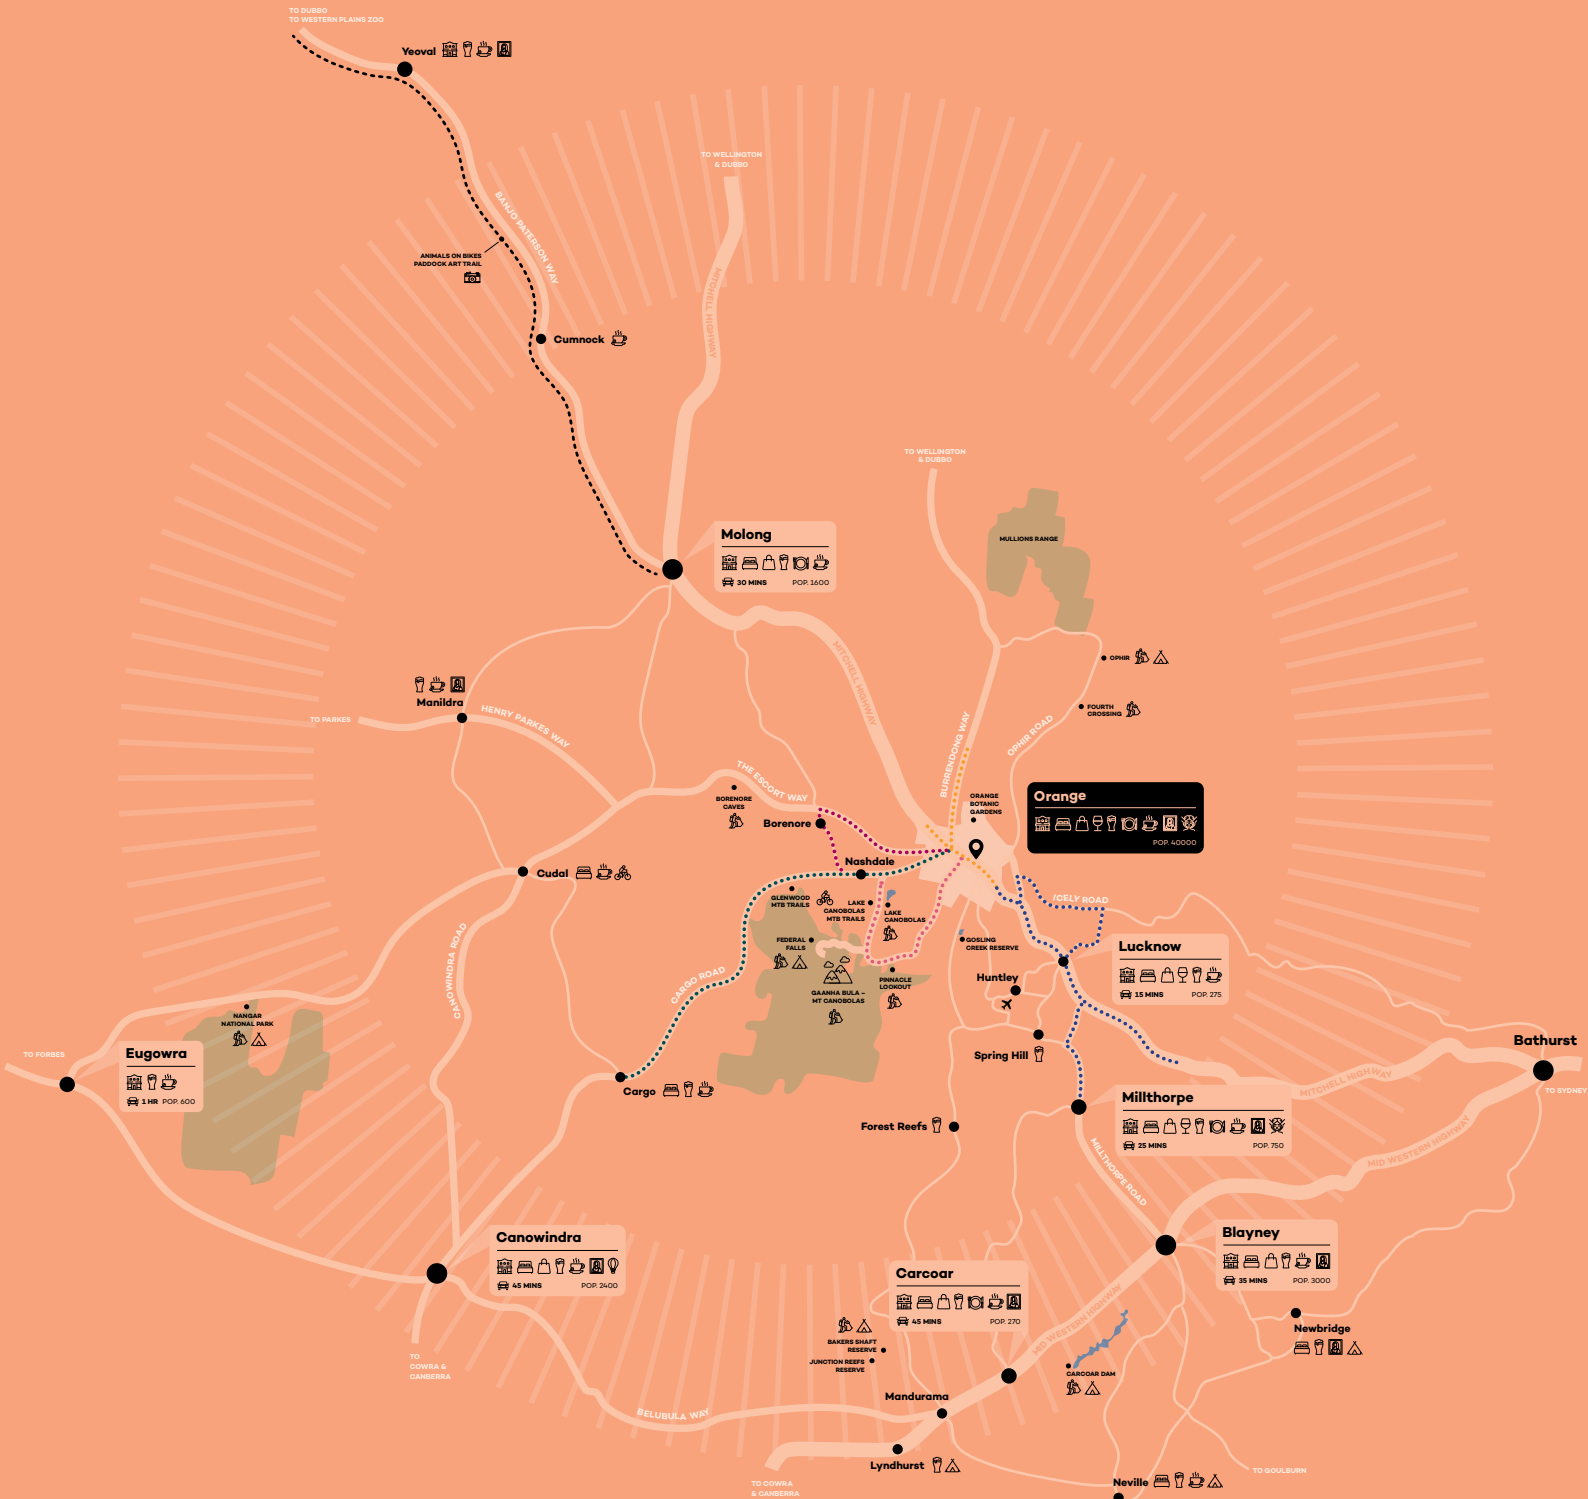 TO DUBBO
TO WESTERN PLAINS ZOO
Yeoval
TO WELLINGTON
& DUBBO
BANJO PATERSON WAY
ANIMALS ON BIKES
PADDOCK ART TRAIL
MITCHELL HIGHWAY
Cumnock
TO WELLINGTON
& DUBBO
Molong
30 MINS
POP. 1600
MULLIONS RANGE
MITCHELL HIGHWAY
OPHIR
FOURTH
CROSSING
Manildra
HENRY PARKES WAY
TO PARKES
BURRENDONG WAY
OPHIR ROAD
THE ESCORT WAY
BORENORE
CAVES
Borenore
ORANGE
BOTANIC
GARDENS
Orange
POP. 40000
Nashdale
Cudal
GLENWOOD
MTB TRAILS
LAKE
CANOBOLAS
MTB TRAILS
LAKE
CANOBOLAS
ICELY ROAD
FEDERAL
FALLS
GOSLING
CREEK RESERVE
Lucknow
15 MINS
POP. 275
CANOWINDRA ROAD
CARGO ROAD
PINNACLE
LOOKOUT
Huntley
GAANHA BULA –
MT CANOBOLAS
NANGAR
NATIONAL PARK
TO FORBES
Eugowra
1 HR
POP. 600
Spring Hill
Bathurst
MITCHELL HIGHWAY
TO SYDNEY
Cargo
Millthorpe
25 MINS
POP. 750
Forest Reefs
MILLTHORPE ROAD
MID WESTERN HIGHWAY
Canowindra
45 MINS
POP. 2400
Blayney
35 MINS
POP. 3000
Carcoar
45 MINS
POP. 270
MID WESTERN HIGHWAY
Newbridge
BAKERS SHAFT
RESERVE
JUNCTION REEFS
RESERVE
CARCOAR DAM
TO
COWRA &
CANBERRA
Mandurama
BELUBULA WAY
Lyndhurst
TO GOULBURN
TO COWRA
& CANBERRA
Neville